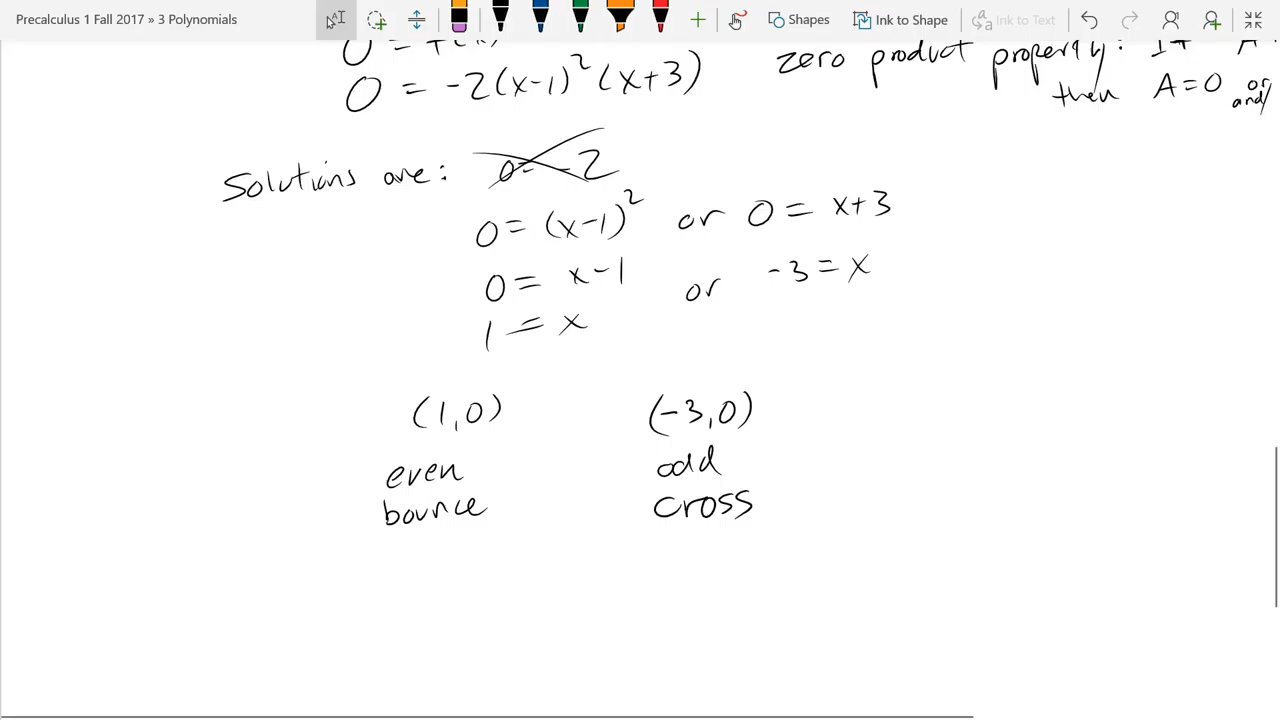 Precalculus 1 Fall 2017 » 3 Polynomials
Shapes Ink to Shape Ink to Text
0 = -2(x-1)² (x+3) zero product property: If A
then A=0 or and/
Solutions are: 0=-2
0 = (x-1)² or 0 = x+3
0 = x-1 or -3 = x
1 = x
(1,0) (-3,0)
even odd
bounce cross